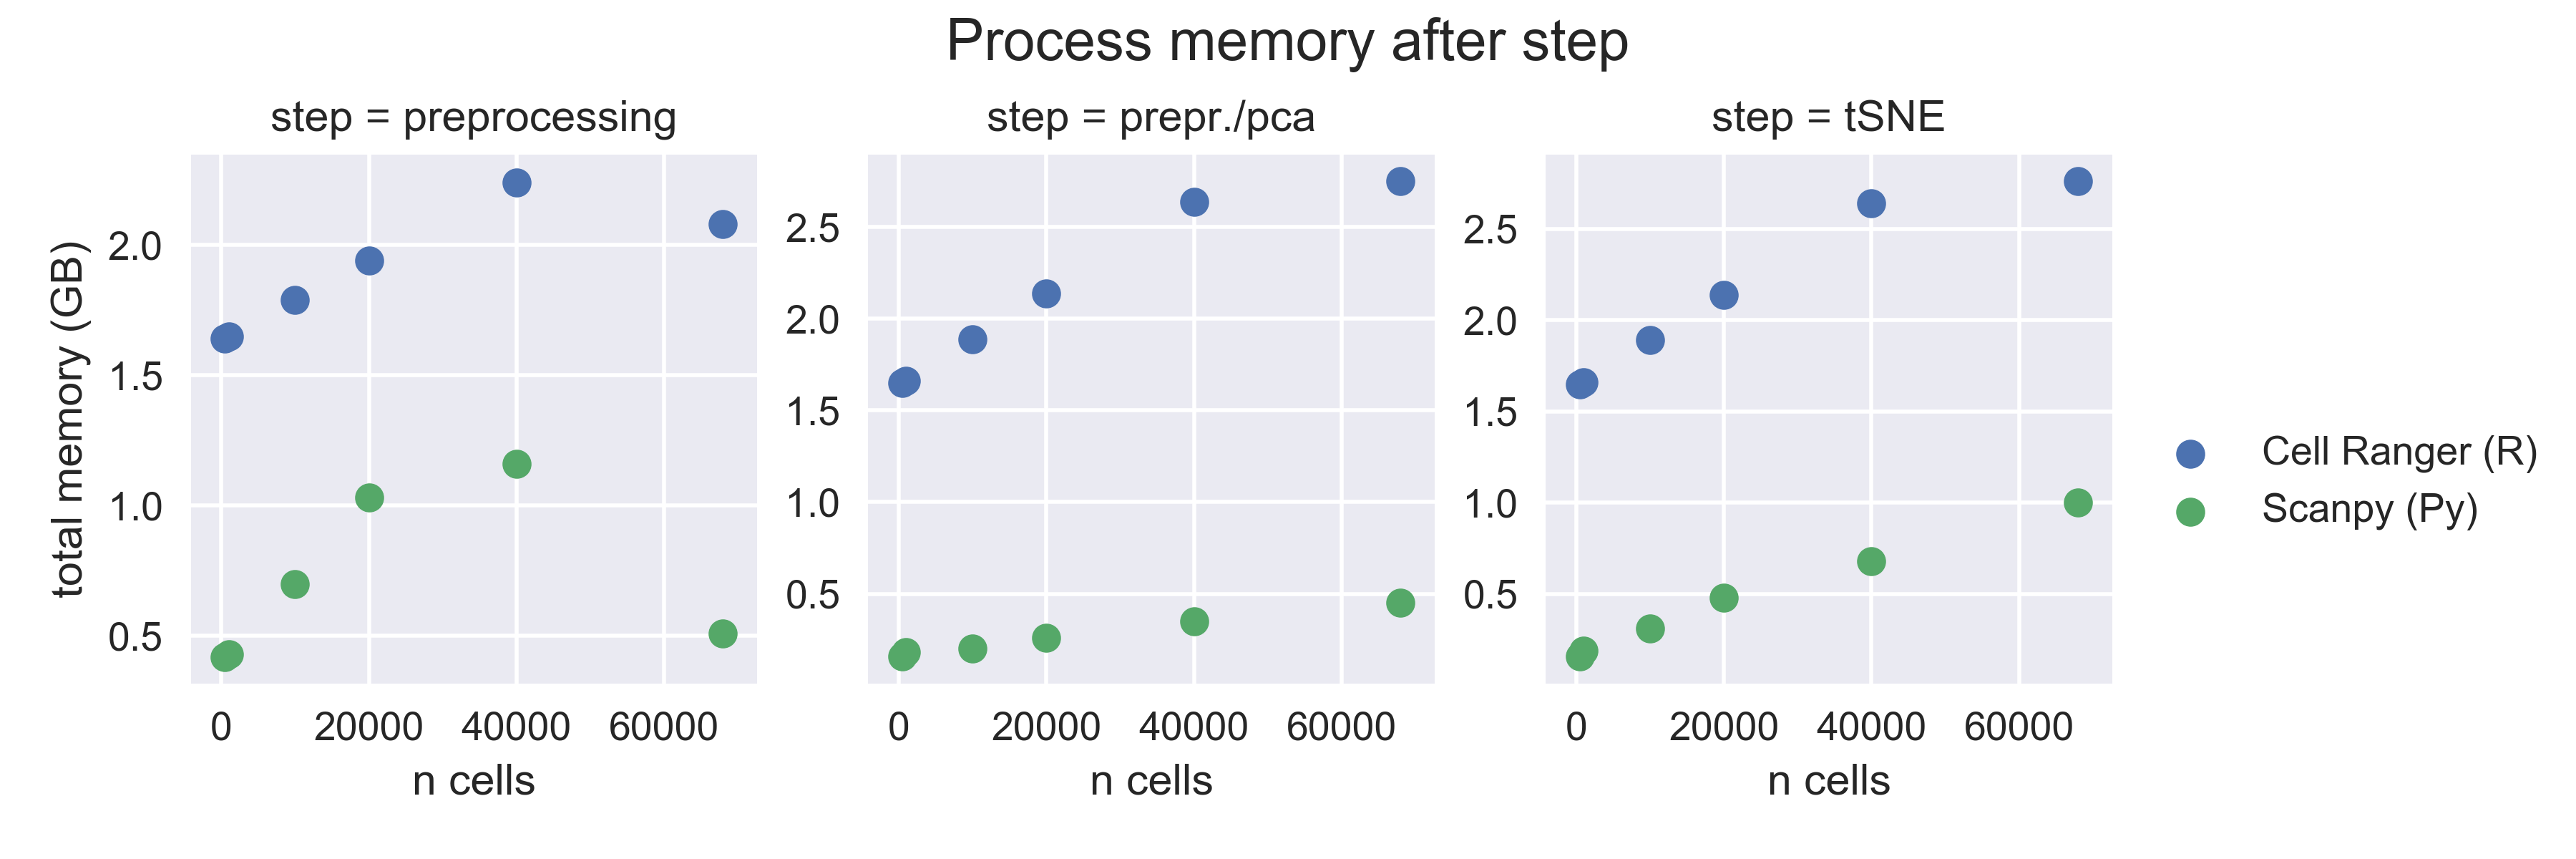 Process memory after step
step = preprocessing
step = prepr./pca
step = tSNE
total memory (GB)
2.0
1.5
1.0
0.5
0 20000 40000 60000
n cells
2.5
2.0
1.5
1.0
0.5
0 20000 40000 60000
n cells
2.5
2.0
1.5
1.0
0.5
0 20000 40000 60000
n cells
Cell Ranger (R)
Scanpy (Py)